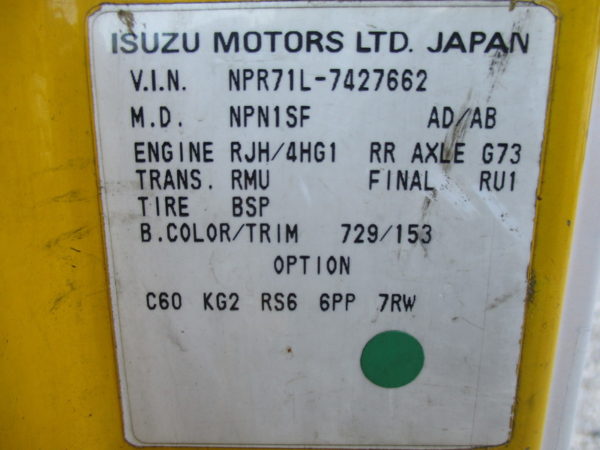 ISUZU MOTORS LTD. JAPAN
V.I.N. NPR71L-7427662
M.D. NPN1SF AD/AB
ENGINE RJH/4HG1 RR AXLE G73
TRANS. RMU FINAL RU1
TIRE BSP
B.COLOR/TRIM 729/153
OPTION
C60 KG2 RS6 6PP 7RW